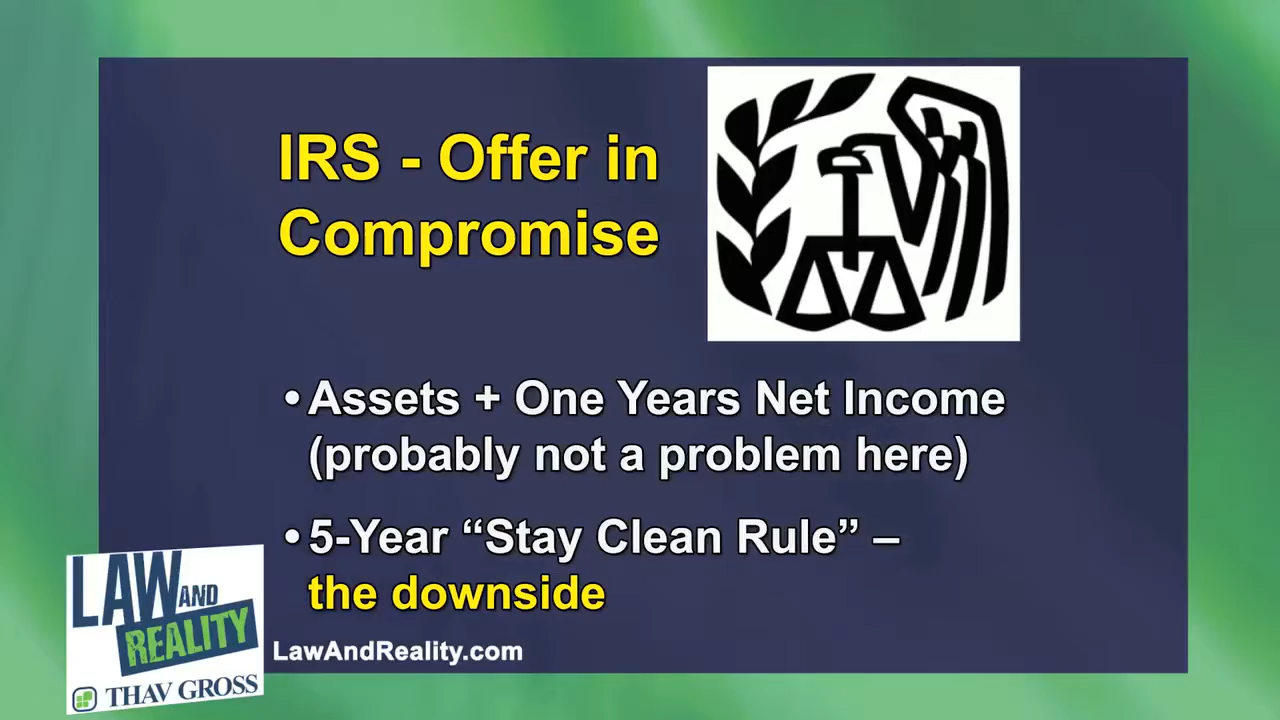 IRS - Offer in
Compromise
• Assets + One Years Net Income
(probably not a problem here)
• 5-Year “Stay Clean Rule” –
the downside
LAW AND
REALITY
THAV GROSS
LawAndReality.com